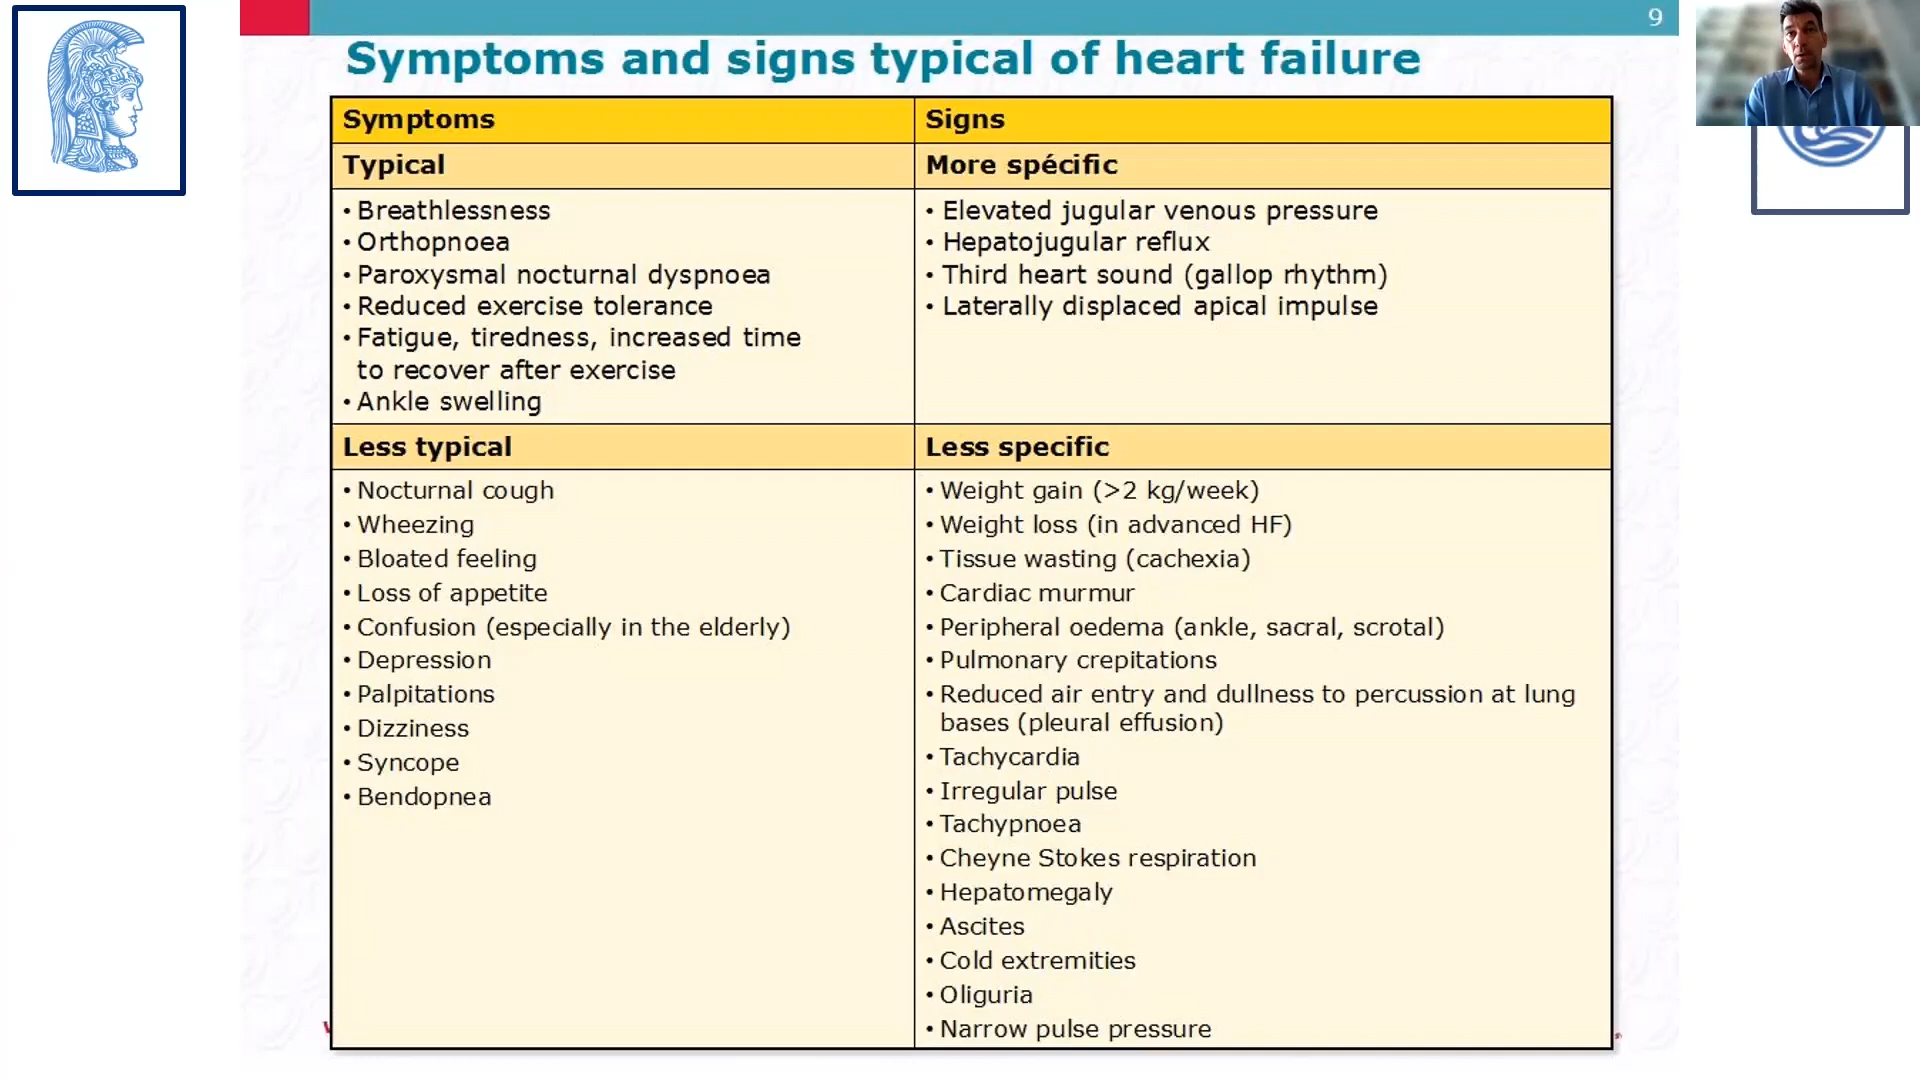 9
Symptoms and signs typical of heart failure
Symptoms
Signs
Typical
More spécific
• Breathlessness
• Orthopnoea
• Paroxysmal nocturnal dyspnoea
• Reduced exercise tolerance
• Fatigue, tiredness, increased time
to recover after exercise
• Ankle swelling
• Elevated jugular venous pressure
• Hepatojugular reflux
• Third heart sound (gallop rhythm)
• Laterally displaced apical impulse
Less typical
Less specific
• Nocturnal cough
• Wheezing
• Bloated feeling
• Loss of appetite
• Confusion (especially in the elderly)
• Depression
• Palpitations
• Dizziness
• Syncope
• Bendopnea
• Weight gain (>2 kg/week)
• Weight loss (in advanced HF)
• Tissue wasting (cachexia)
• Cardiac murmur
• Peripheral oedema (ankle, sacral, scrotal)
• Pulmonary crepitations
• Reduced air entry and dullness to percussion at lung
bases (pleural effusion)
• Tachycardia
• Irregular pulse
• Tachypnoea
• Cheyne Stokes respiration
• Hepatomegaly
• Ascites
• Cold extremities
• Oliguria
• Narrow pulse pressure